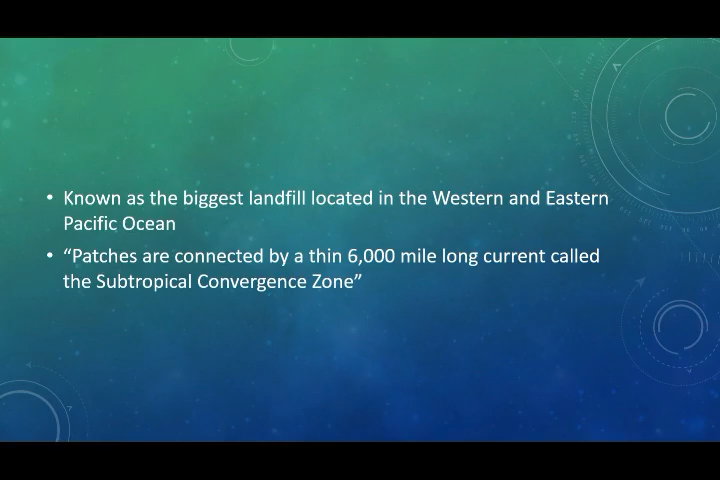 • Known as the biggest landfill located in the Western and Eastern
Pacific Ocean
• “Patches are connected by a thin 6,000 mile long current called
the Subtropical Convergence Zone”